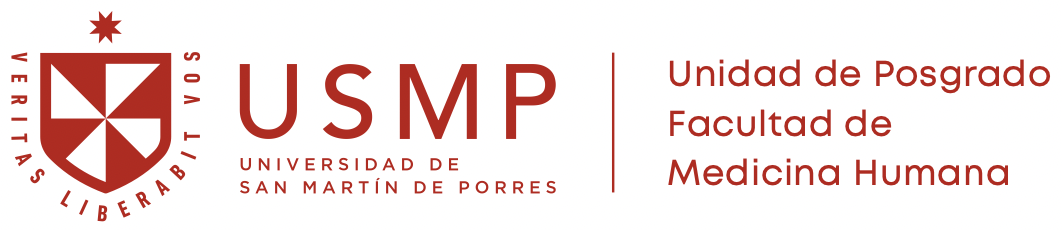 VERITAS LIBERABIT VOS
USMP
UNIVERSIDAD DE
SAN MARTÍN DE PORRES
Unidad de Posgrado
Facultad de
Medicina Humana